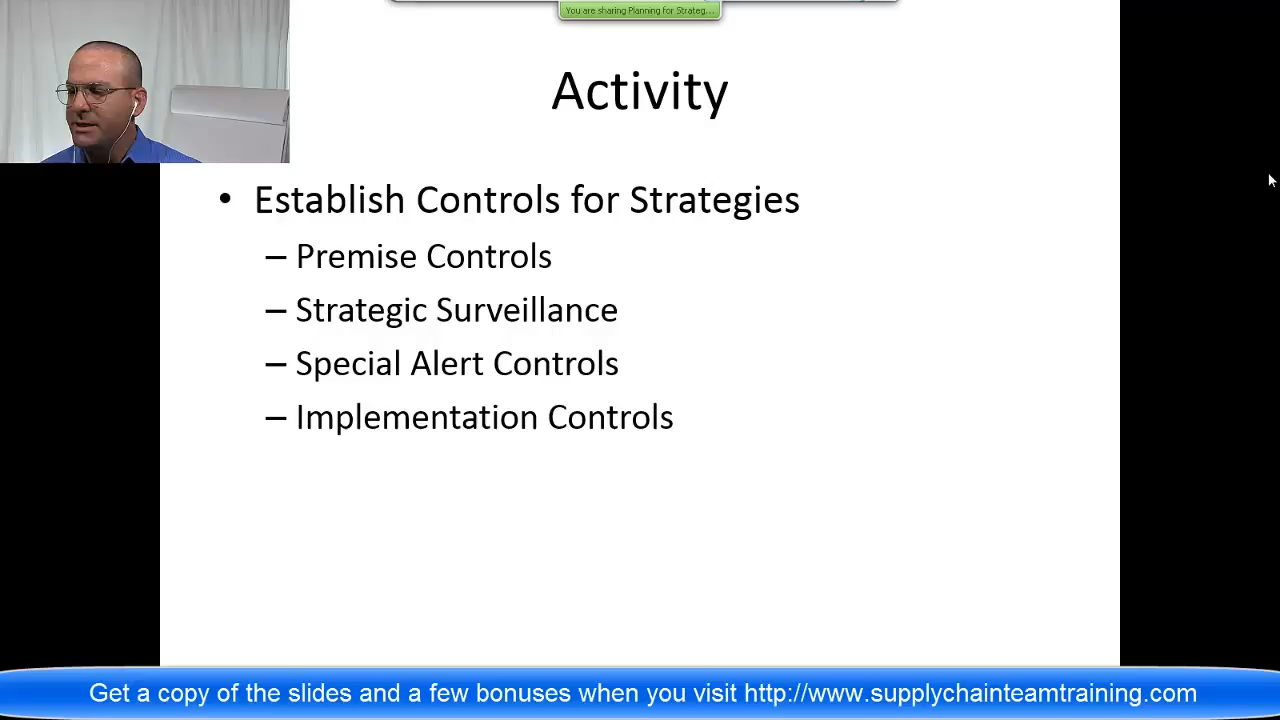 You are sharing Planning for Strateg...
Activity
• Establish Controls for Strategies
– Premise Controls
– Strategic Surveillance
– Special Alert Controls
– Implementation Controls
Get a copy of the slides and a few bonuses when you visit http://www.supplychainteamtraining.com